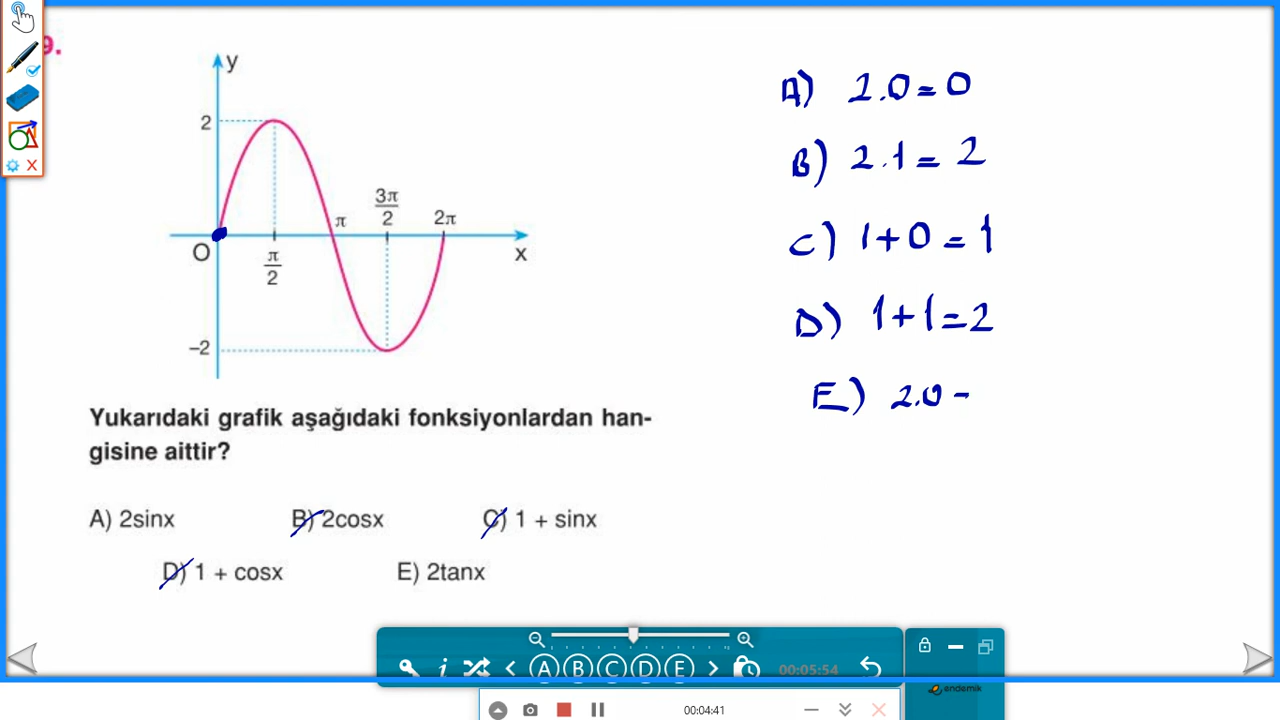 9.
y
2
3π
2
π
2π
O
π
2
x
-2
Yukarıdaki grafik aşağıdaki fonksiyonlardan han-
gisine aittir?
A) 2sinx B) 2cosx C) 1 + sinx
D) 1 + cosx E) 2tanx
A) 2.0=0
B) 2.1= 2
C) 1+0=1
D) 1+1=2
E) 2.0-
A B C D E 00:05:54
endemik
00:04:41